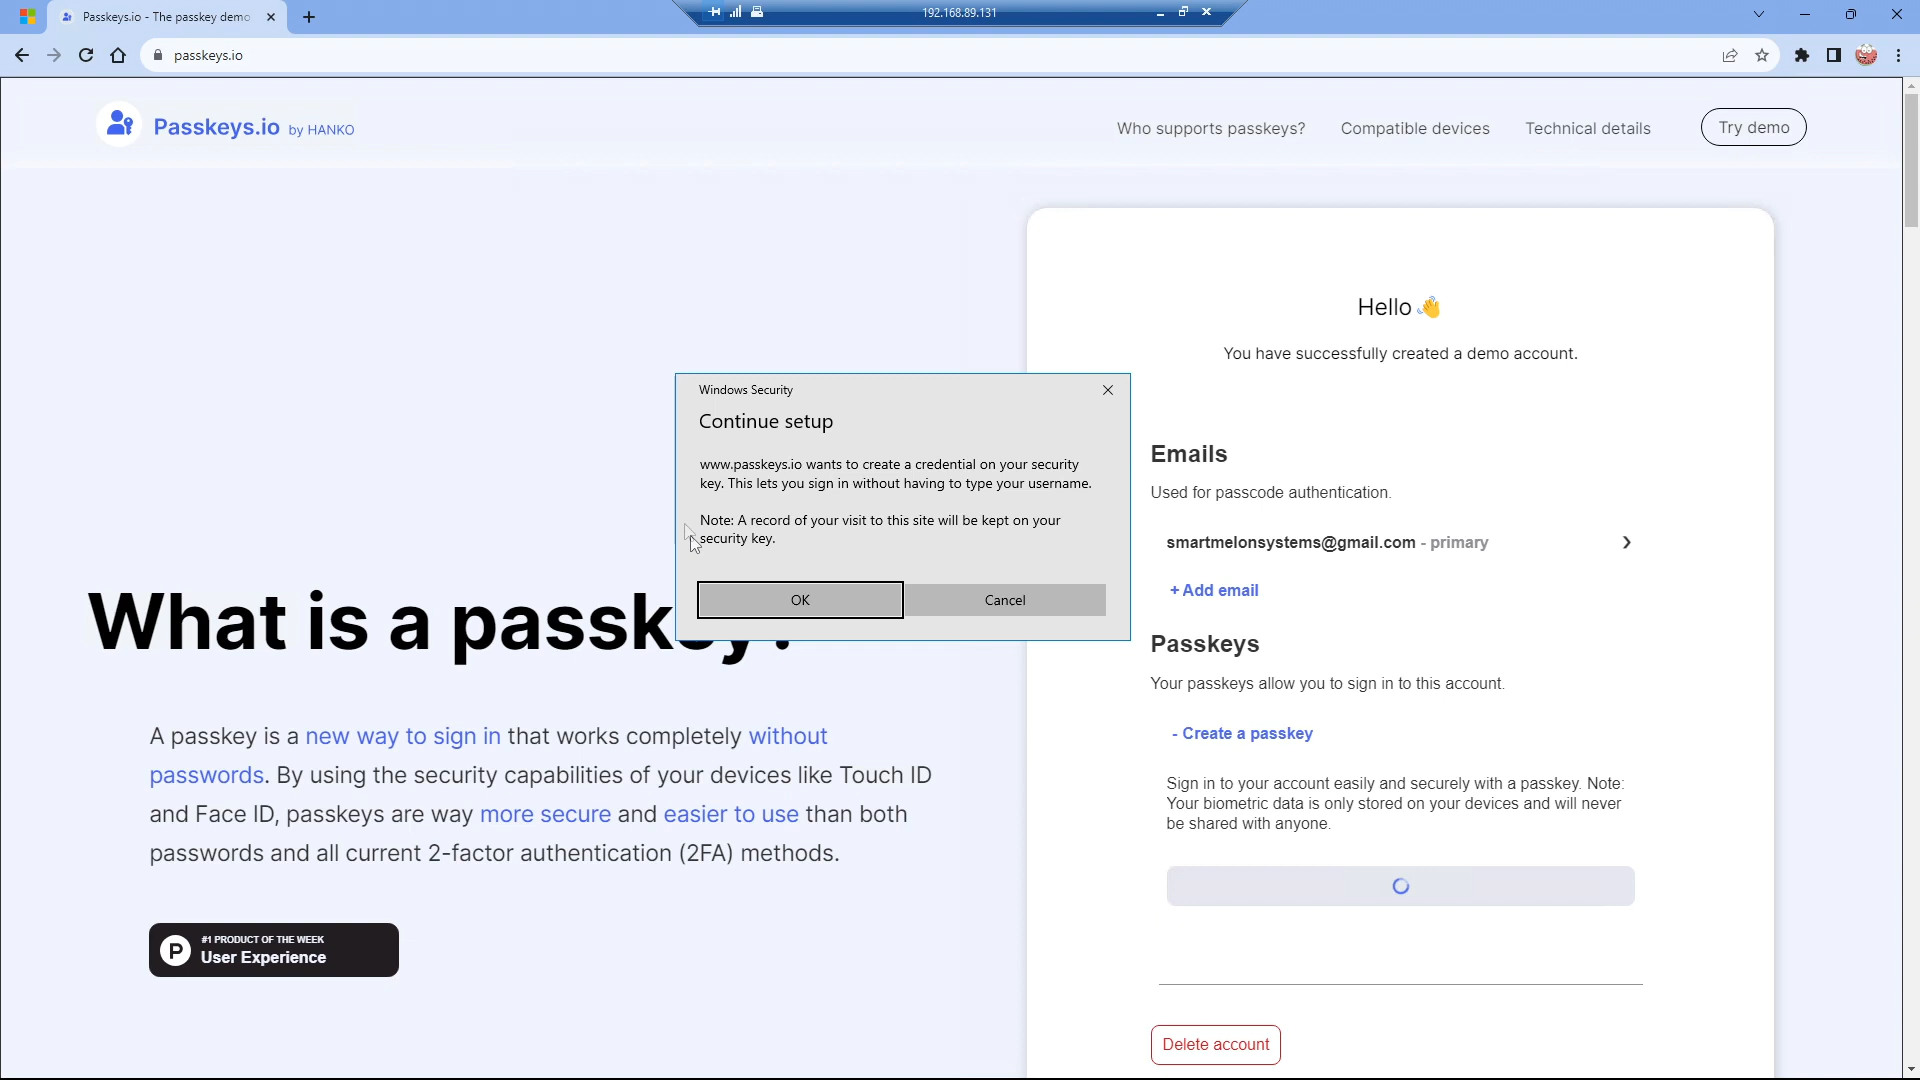 Passkeys.io - The passkey demo
192.168.89.131
passkeys.io
Passkeys.io by HANKO
Who supports passkeys?
Compatible devices
Technical details
Try demo
Hello 👋
You have successfully created a demo account.
Windows Security
Continue setup
www.passkeys.io wants to create a credential on your security
key. This lets you sign in without having to type your username.
Note: A record of your visit to this site will be kept on your
security key.
OK
Cancel
Emails
Used for passcode authentication.
smartmelonsystems@gmail.com - primary
+ Add email
Passkeys
Your passkeys allow you to sign in to this account.
- Create a passkey
Sign in to your account easily and securely with a passkey. Note:
Your biometric data is only stored on your devices and will never
be shared with anyone.
Delete account
What is a passkey?
A passkey is a new way to sign in that works completely without
passwords. By using the security capabilities of your devices like Touch ID
and Face ID, passkeys are way more secure and easier to use than both
passwords and all current 2-factor authentication (2FA) methods.
P
#1 PRODUCT OF THE WEEK
User Experience